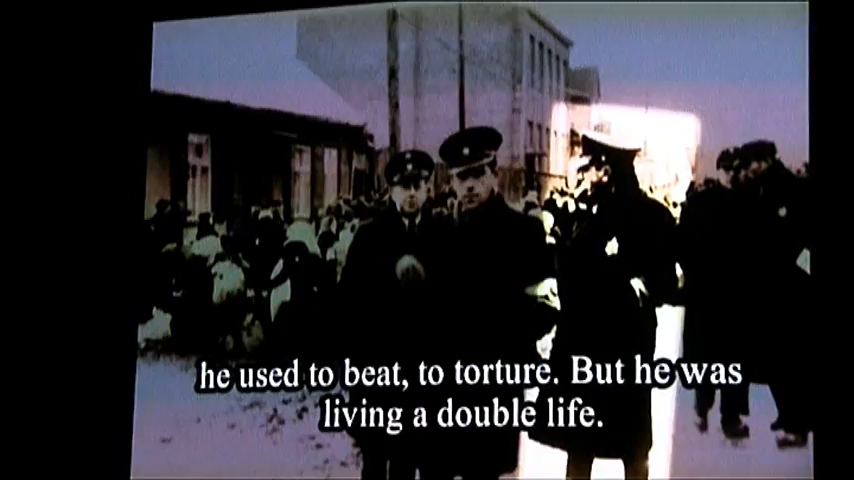 he used to beat, to torture. But he was
living a double life.